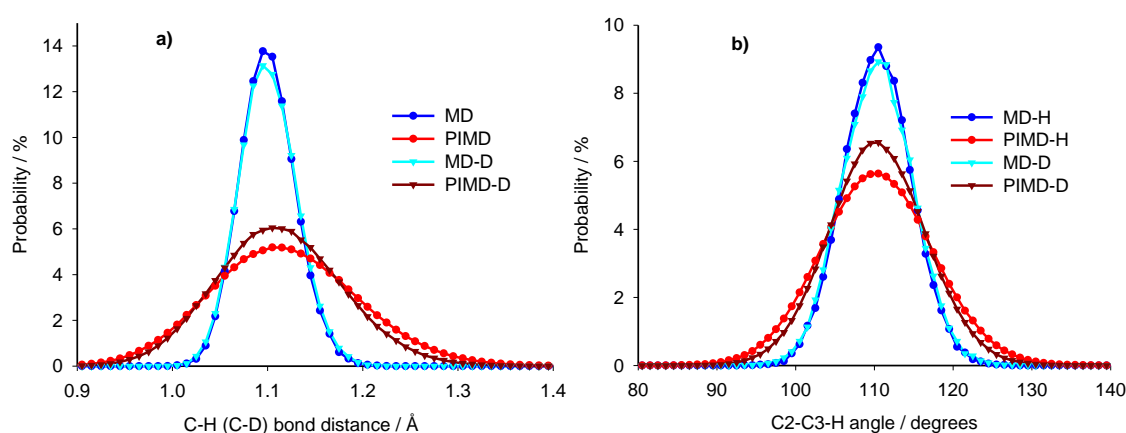 a)
14
12
10
8
6
4
2
0
Probability / %
MD
PIMD
MD-D
PIMD-D
0.9 1.0 1.1 1.2 1.3 1.4
C-H (C-D) bond distance / Å
b)
10
8
6
4
2
0
Probability / %
MD-H
PIMD-H
MD-D
PIMD-D
80 90 100 110 120 130 140
C2-C3-H angle / degrees